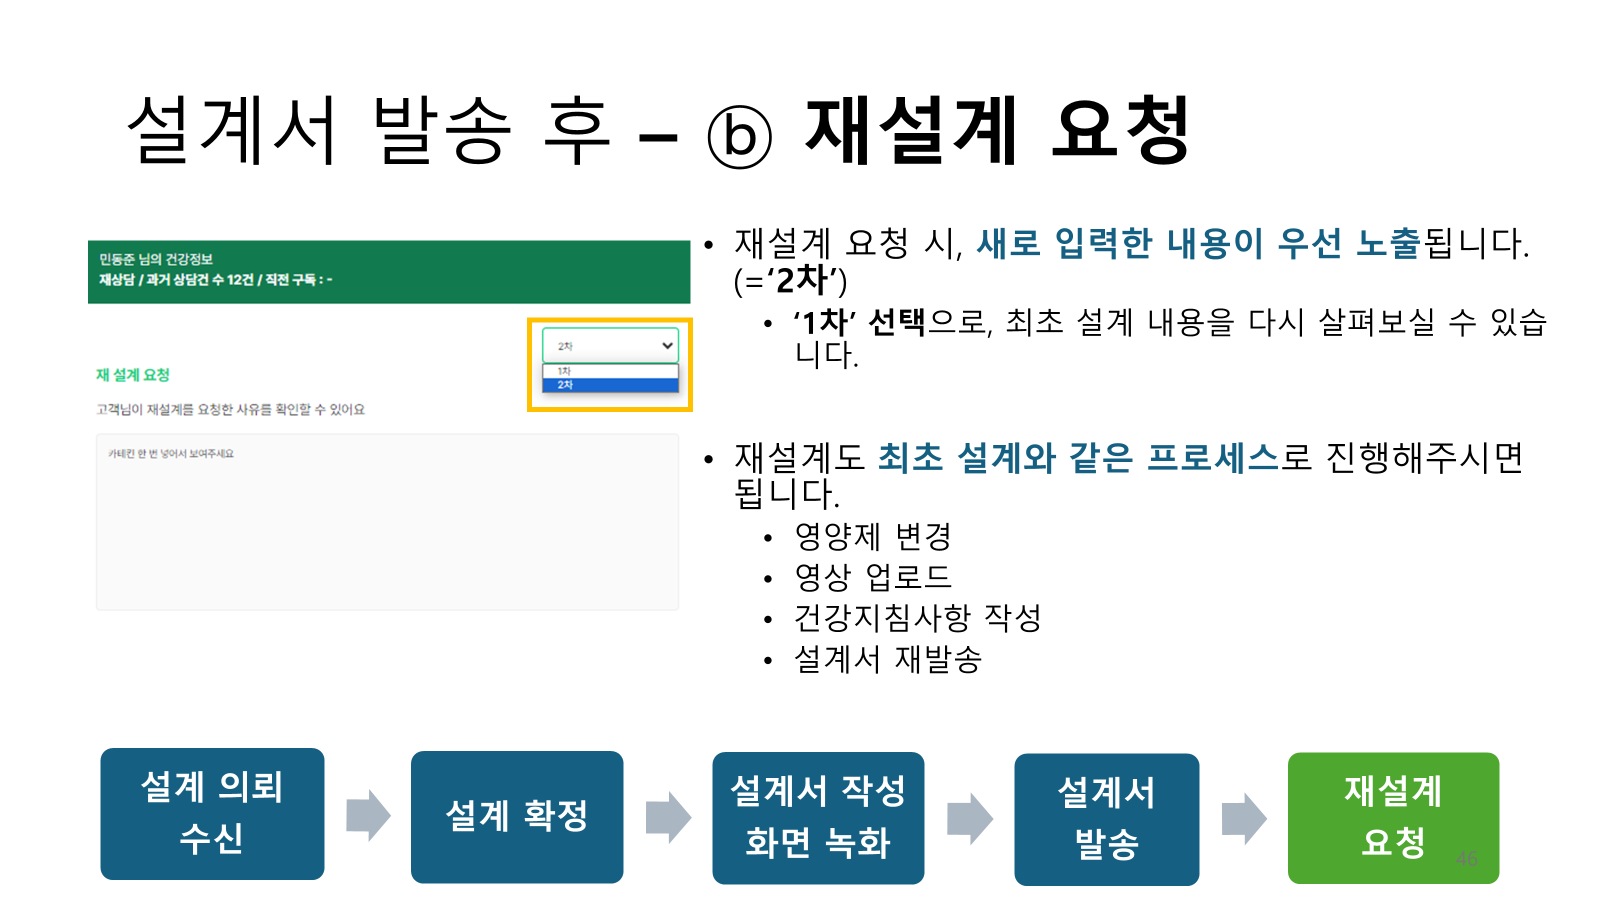 설계서 발송 후 – ⓑ 재설계 요청
민동준 님의 건강정보
재상담 / 과거 상담건 수 12건 / 직전 구독 : -
2차
1차
2차
재 설계 요청
고객님이 재설계를 요청한 사유를 확인할 수 있어요
카테킨 한 번 넣어서 보여주세요
• 재설계 요청 시, 새로 입력한 내용이 우선 노출됩니다.
(=‘2차’)
• ‘1차’ 선택으로, 최초 설계 내용을 다시 살펴보실 수 있습
니다.
• 재설계도 최초 설계와 같은 프로세스로 진행해주시면
됩니다.
• 영양제 변경
• 영상 업로드
• 건강지침사항 작성
• 설계서 재발송
설계 의뢰
수신
설계 확정
설계서 작성
화면 녹화
설계서
발송
재설계
요청
46